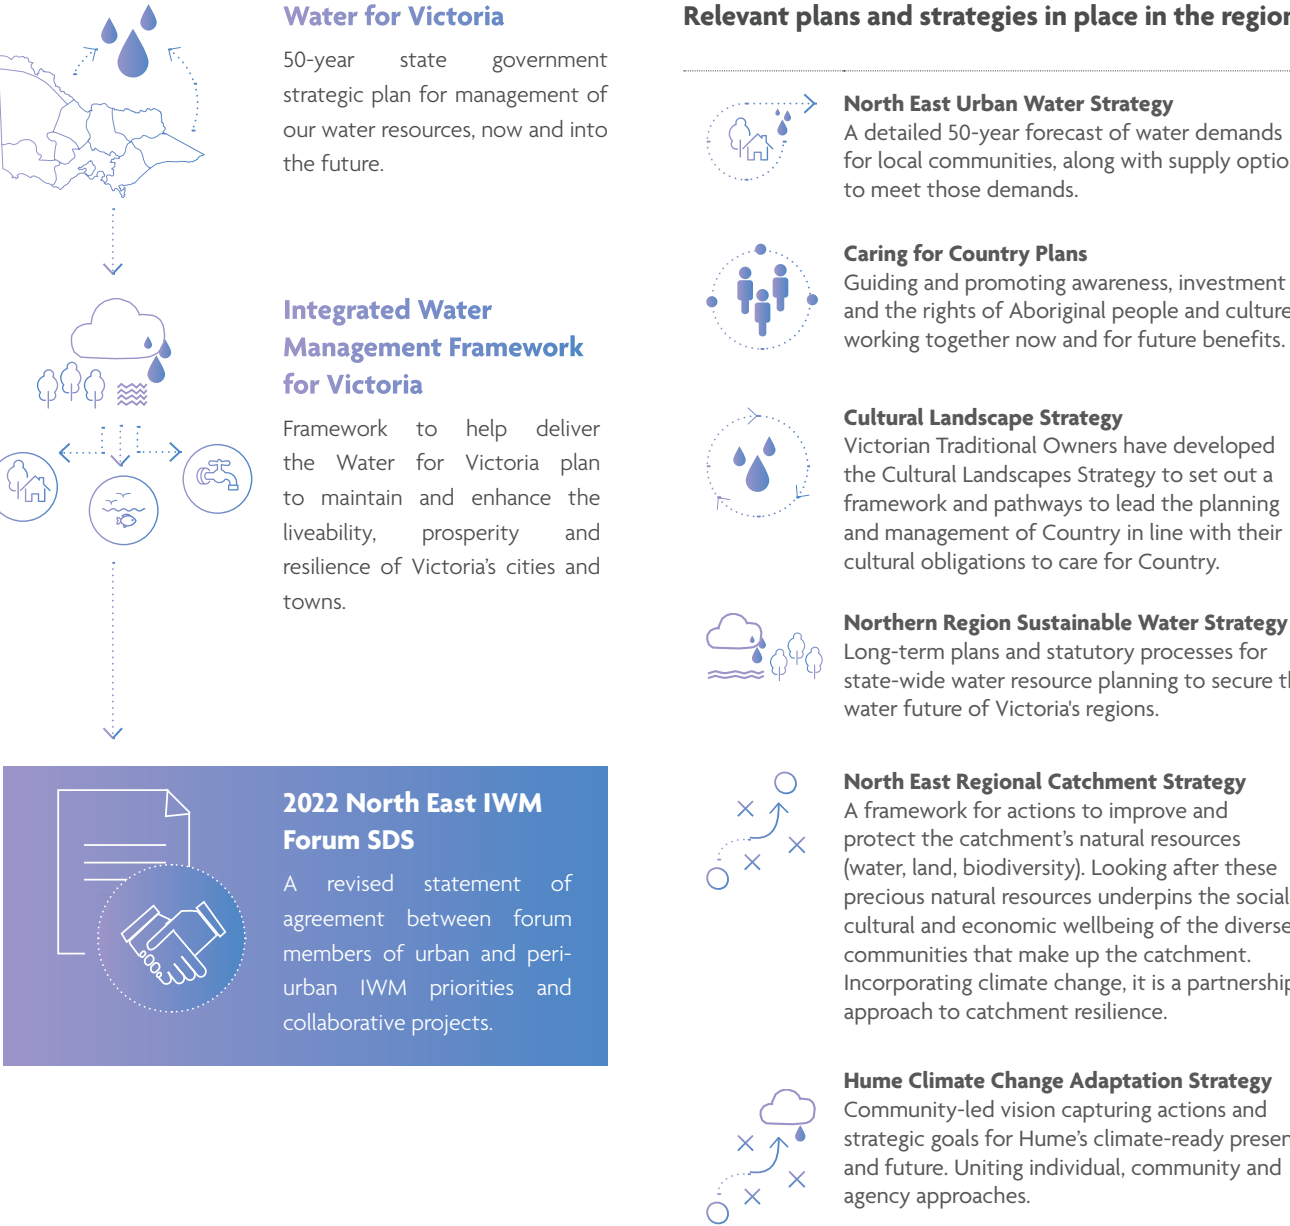 Water for Victoria
50-year state government
strategic plan for management of
our water resources, now and into
the future.
Integrated Water
Management Framework
for Victoria
Framework to help deliver
the Water for Victoria plan
to maintain and enhance the
liveability, prosperity and
resilience of Victoria's cities and
towns.
2022 North East IWM
Forum SDS
A revised statement of
agreement between forum
members of urban and peri-
urban IWM priorities and
collaborative projects.
Relevant plans and strategies in place in the region
North East Urban Water Strategy
A detailed 50-year forecast of water demands
for local communities, along with supply optio
to meet those demands.
Caring for Country Plans
Guiding and promoting awareness, investment
and the rights of Aboriginal people and culture
working together now and for future benefits.
Cultural Landscape Strategy
Victorian Traditional Owners have developed
the Cultural Landscapes Strategy to set out a
framework and pathways to lead the planning
and management of Country in line with their
cultural obligations to care for Country.
Northern Region Sustainable Water Strategy
Long-term plans and statutory processes for
state-wide water resource planning to secure t
water future of Victoria's regions.
North East Regional Catchment Strategy
A framework for actions to improve and
protect the catchment's natural resources
(water, land, biodiversity). Looking after these
precious natural resources underpins the social
cultural and economic wellbeing of the diverse
communities that make up the catchment.
Incorporating climate change, it is a partnership
approach to catchment resilience.
Hume Climate Change Adaptation Strategy
Community-led vision capturing actions and
strategic goals for Hume's climate-ready presen
and future. Uniting individual, community and
agency approaches.